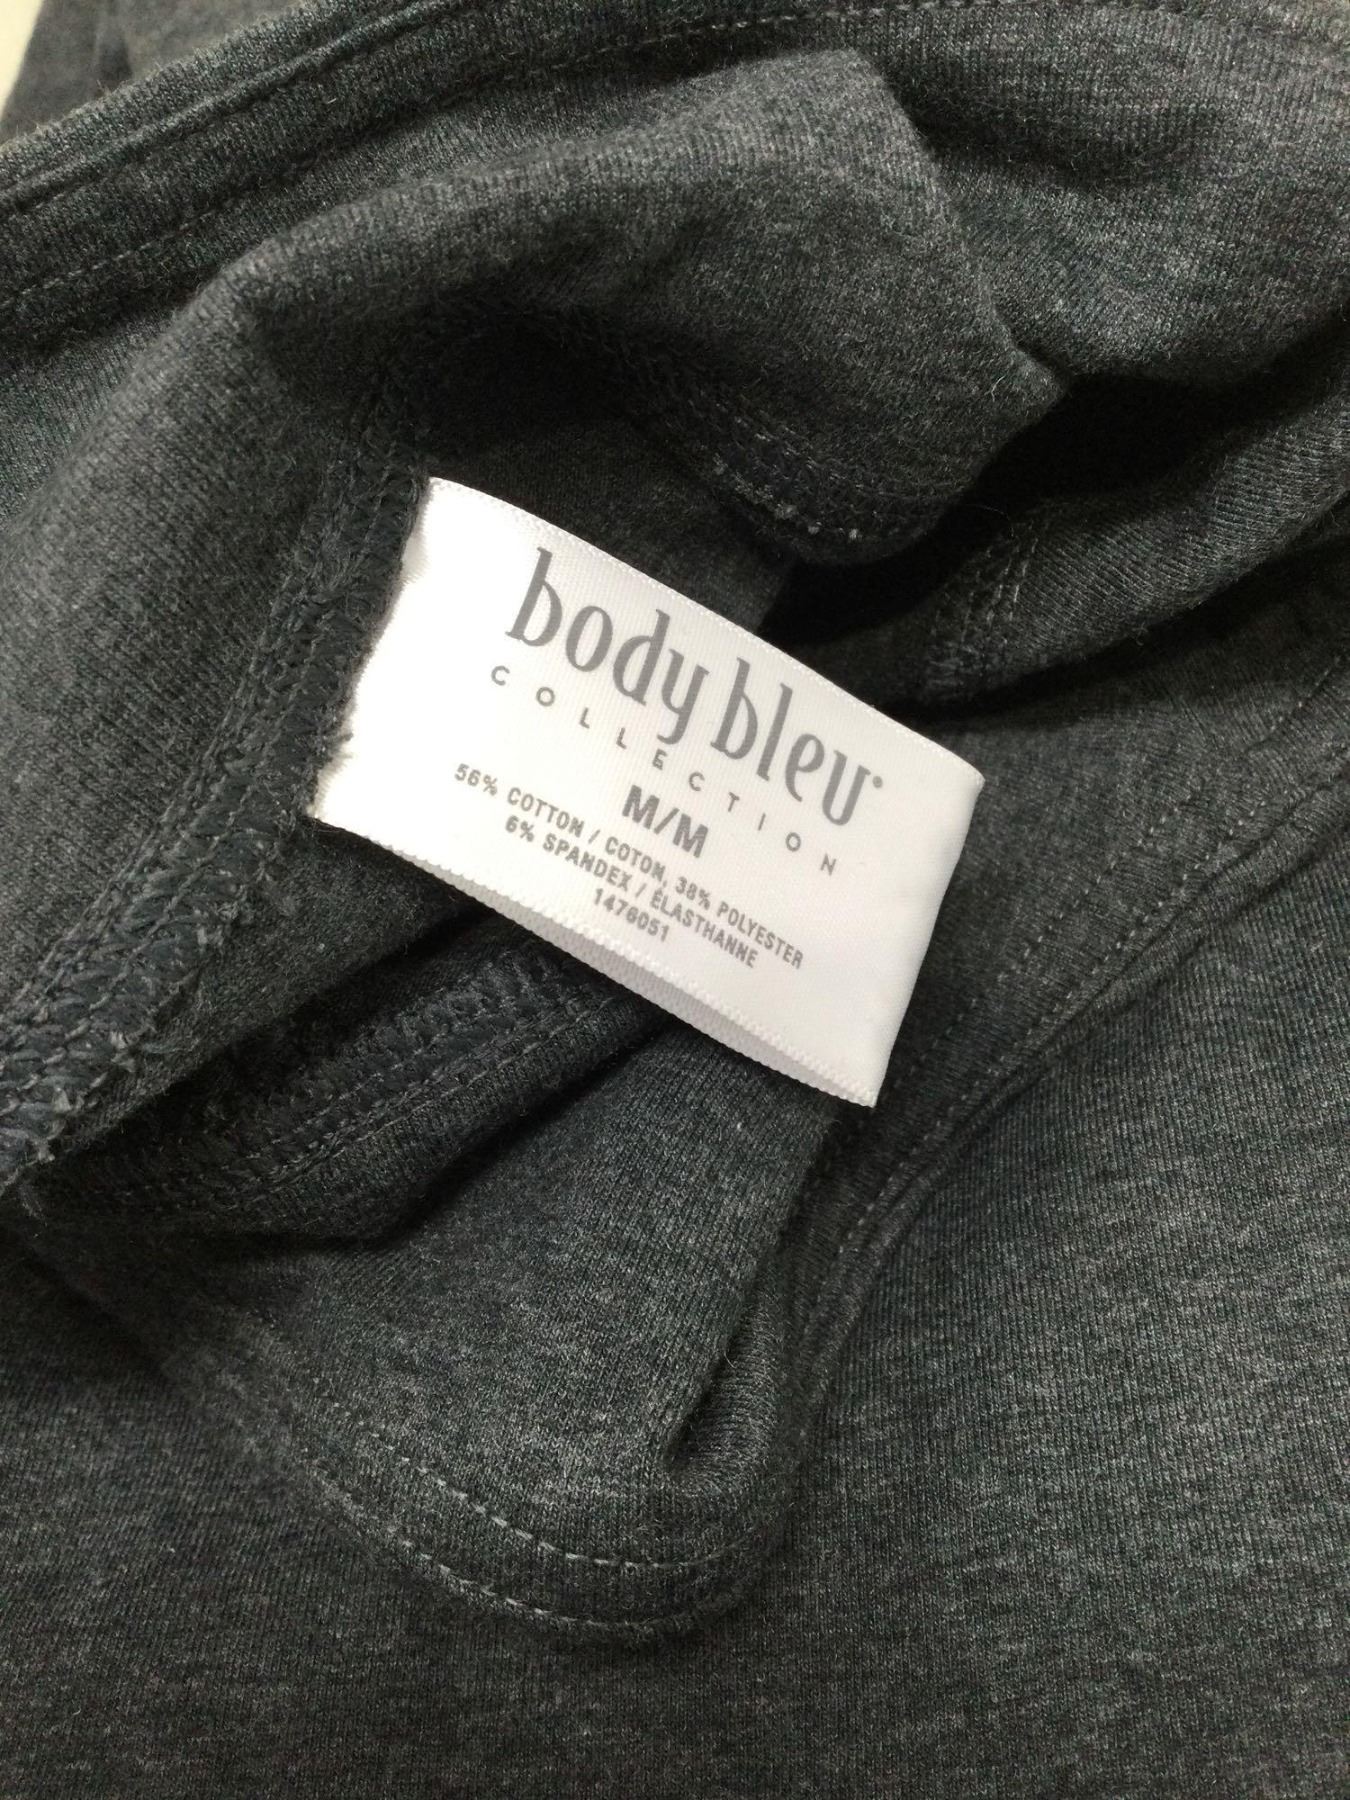 body bleu
COLLECTION
M/M
56% COTTON / COTON, 38% POLYESTER
6% SPANDEX / ÉLASTHANNE
1476051